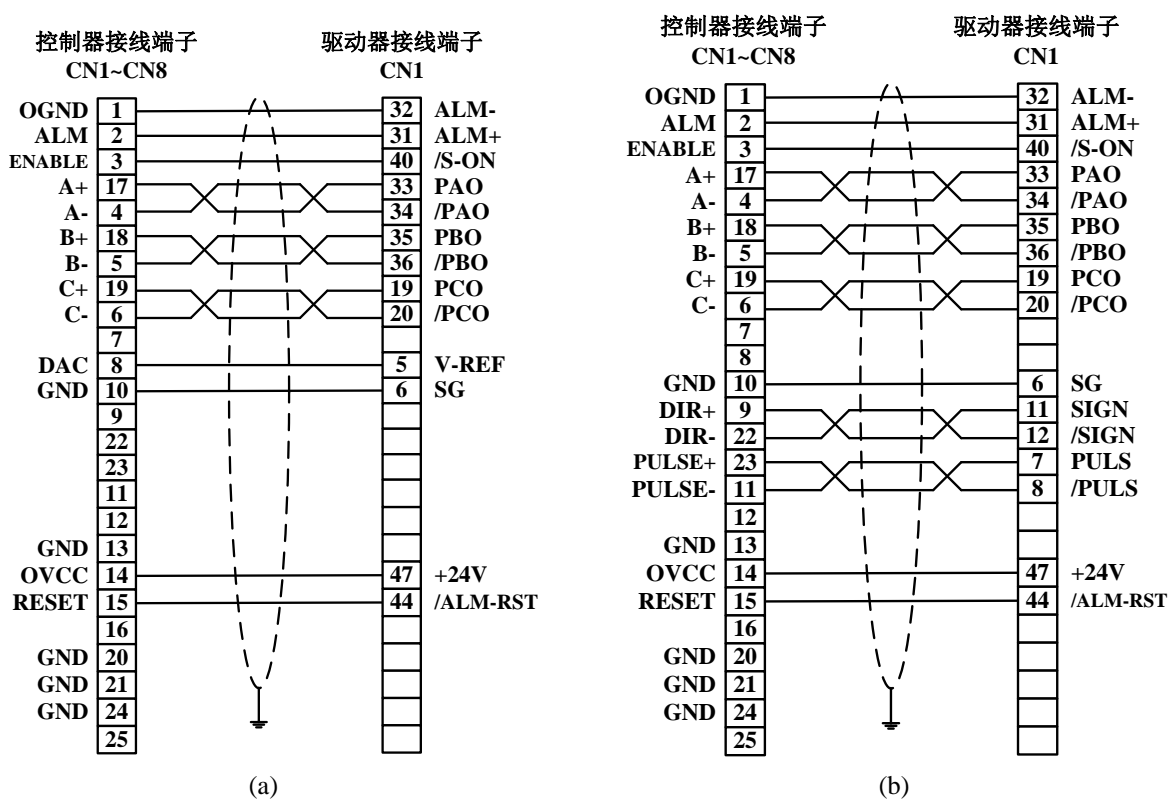 控制器接线端子 驱动器接线端子
CN1~CN8 CN1
OGND 1 32 ALM-
ALM 2 31 ALM+
ENABLE 3 40 /S-ON
A+ 17 33 PAO
A- 4 34 /PAO
B+ 18 35 PBO
B- 5 36 /PBO
C+ 19 19 PCO
C- 6 20 /PCO
7
DAC 8 5 V-REF
GND 10 6 SG
9
22
23
11
12
GND 13
OVCC 14 47 +24V
RESET 15 44 /ALM-RST
16
GND 20
GND 21
GND 24
25
(a)
控制器接线端子 驱动器接线端子
CN1~CN8 CN1
OGND 1 32 ALM-
ALM 2 31 ALM+
ENABLE 3 40 /S-ON
A+ 17 33 PAO
A- 4 34 /PAO
B+ 18 35 PBO
B- 5 36 /PBO
C+ 19 19 PCO
C- 6 20 /PCO
7
8
GND 10 6 SG
DIR+ 9 11 SIGN
DIR- 22 12 /SIGN
PULSE+ 23 7 PULS
PULSE- 11 8 /PULS
12
GND 13
OVCC 14 47 +24V
RESET 15 44 /ALM-RST
16
GND 20
GND 21
GND 24
25
(b)